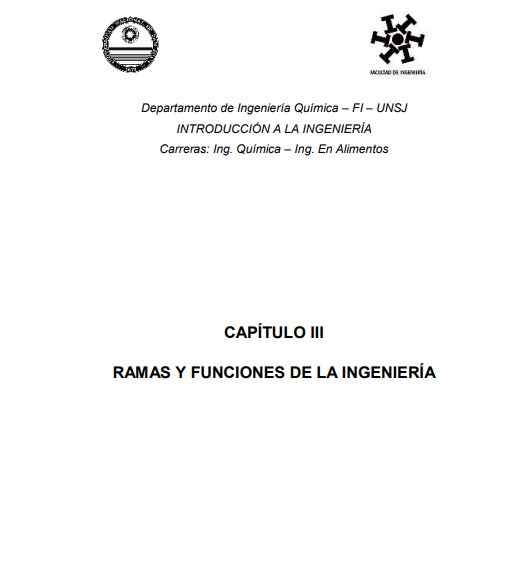 FACULTAD DE INGENIERÍA
Departamento de Ingeniería Química – FI – UNSJ
INTRODUCCIÓN A LA INGENIERÍA
Carreras: Ing. Química – Ing. En Alimentos
CAPÍTULO III
RAMAS Y FUNCIONES DE LA INGENIERÍA